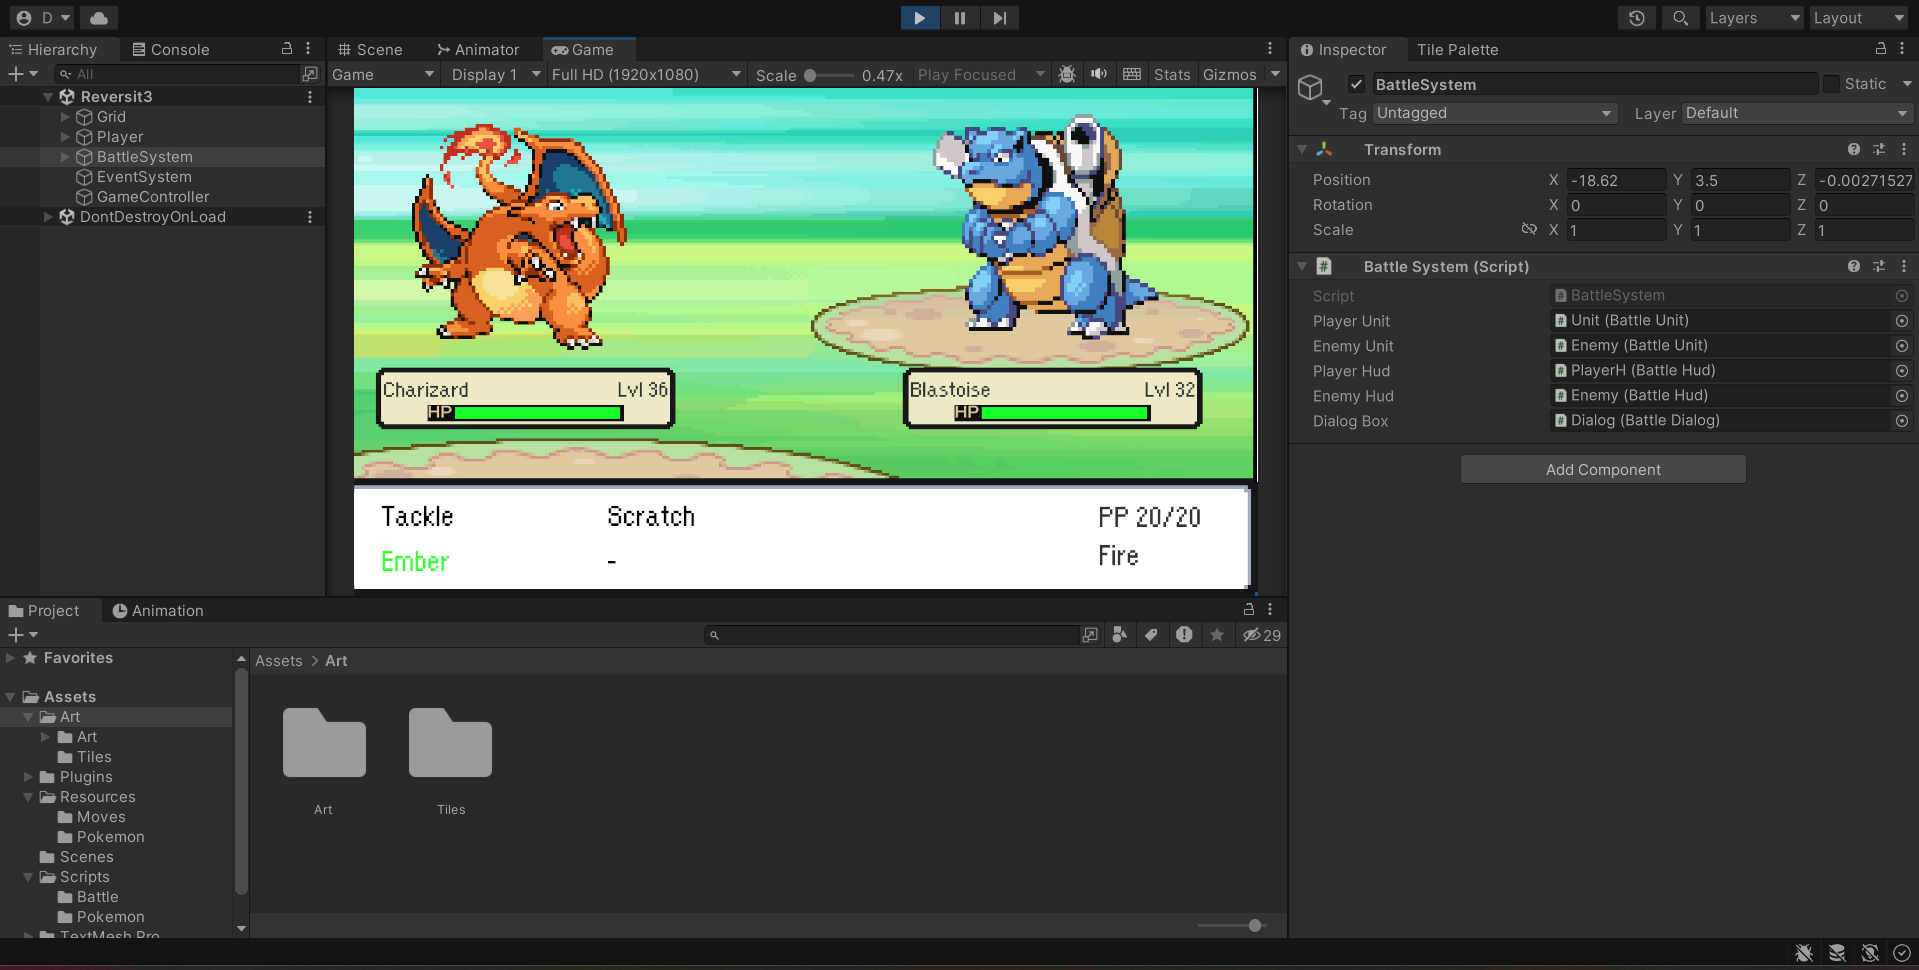 D
Layers
Layout
Hierarchy
Console
All
Reversit3
Grid
Player
BattleSystem
EventSystem
GameController
DontDestroyOnLoad
Scene
Animator
Game
Game
Display 1
Full HD (1920x1080)
Scale
0.47x
Play Focused
Stats
Gizmos
Charizard
Lvl 36
HP
Blastoise
Lvl 32
HP
Tackle
Scratch
PP 20/20
Ember
-
Fire
Inspector
Tile Palette
BattleSystem
Static
Tag
Untagged
Layer
Default
Transform
Position
X
-18.62
Y
3.5
Z
-0.00271527
Rotation
X
0
Y
0
Z
0
Scale
X
1
Y
1
Z
1
#
Battle System (Script)
Script
BattleSystem
Player Unit
Unit (Battle Unit)
Enemy Unit
Enemy (Battle Unit)
Player Hud
PlayerH (Battle Hud)
Enemy Hud
Enemy (Battle Hud)
Dialog Box
Dialog (Battle Dialog)
Add Component
Project
Animation
29
Favorites
Assets
Art
Art
Tiles
Plugins
Resources
Moves
Pokemon
Scenes
Scripts
Battle
Pokemon
TextMesh Pro
Assets > Art
Art
Tiles